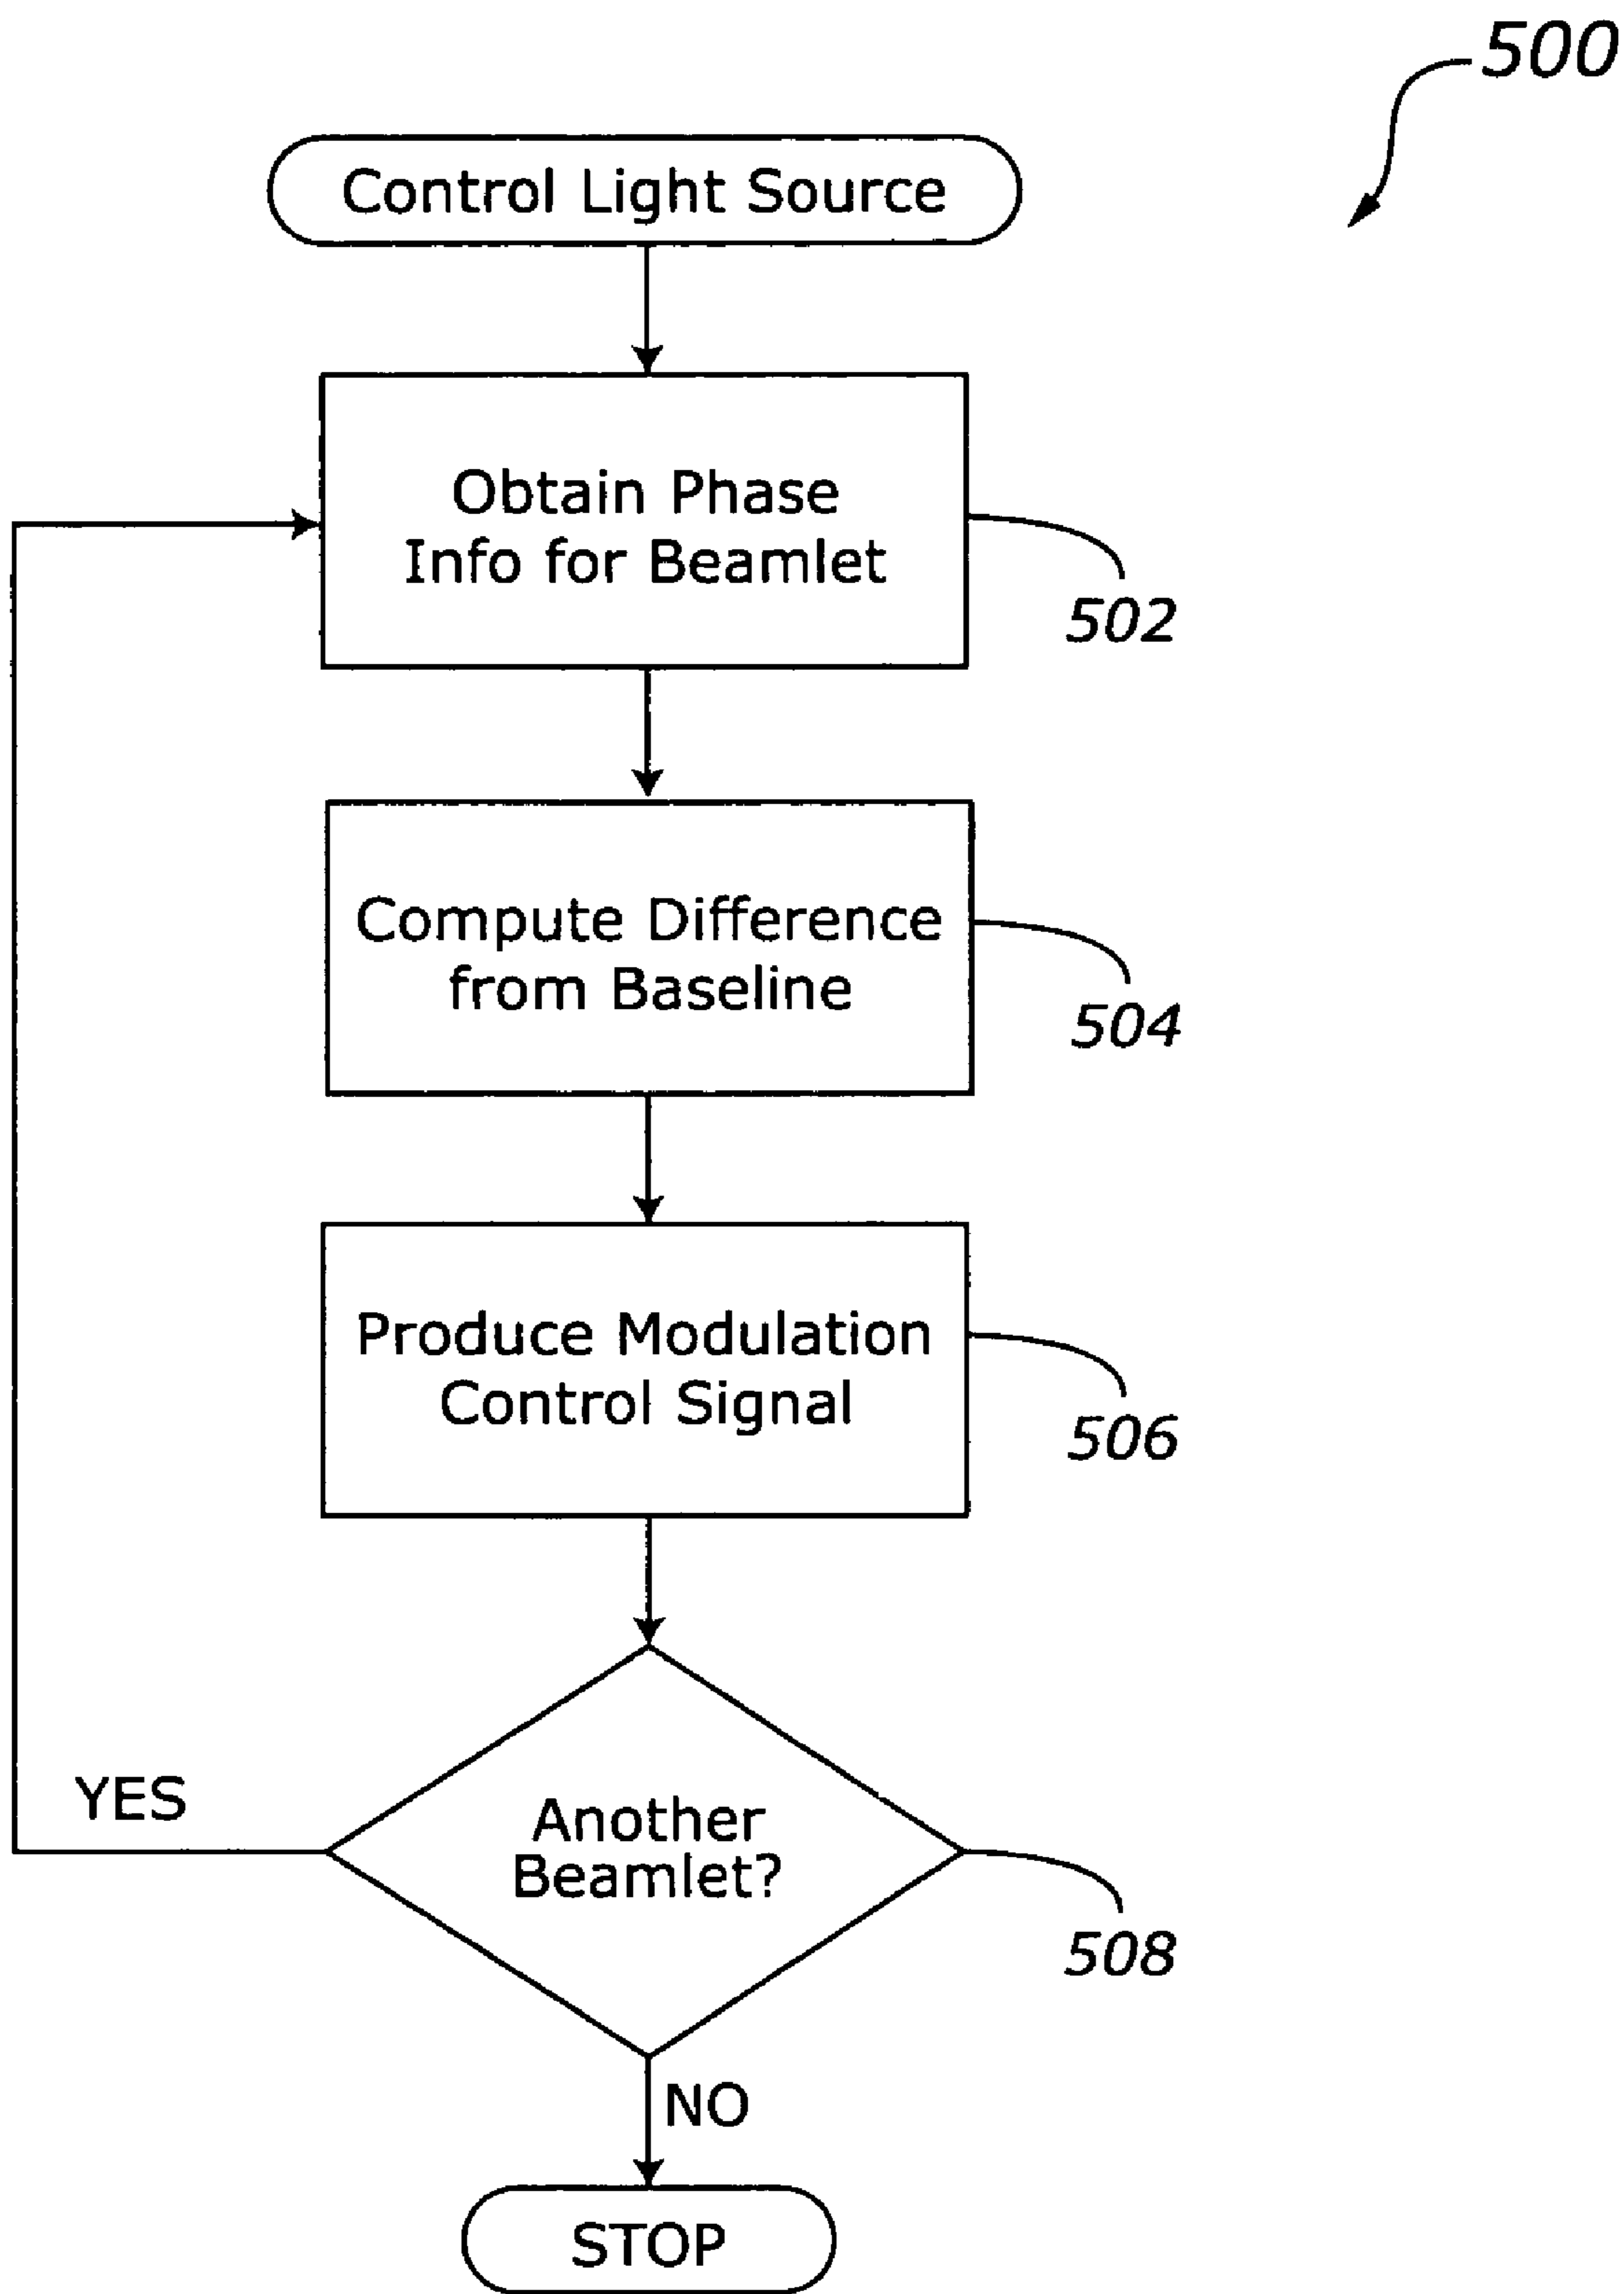 500
Control Light Source
Obtain Phase
Info for Beamlet
502
Compute Difference
from Baseline
504
Produce Modulation
Control Signal
506
YES
Another
Beamlet?
508
NO
STOP